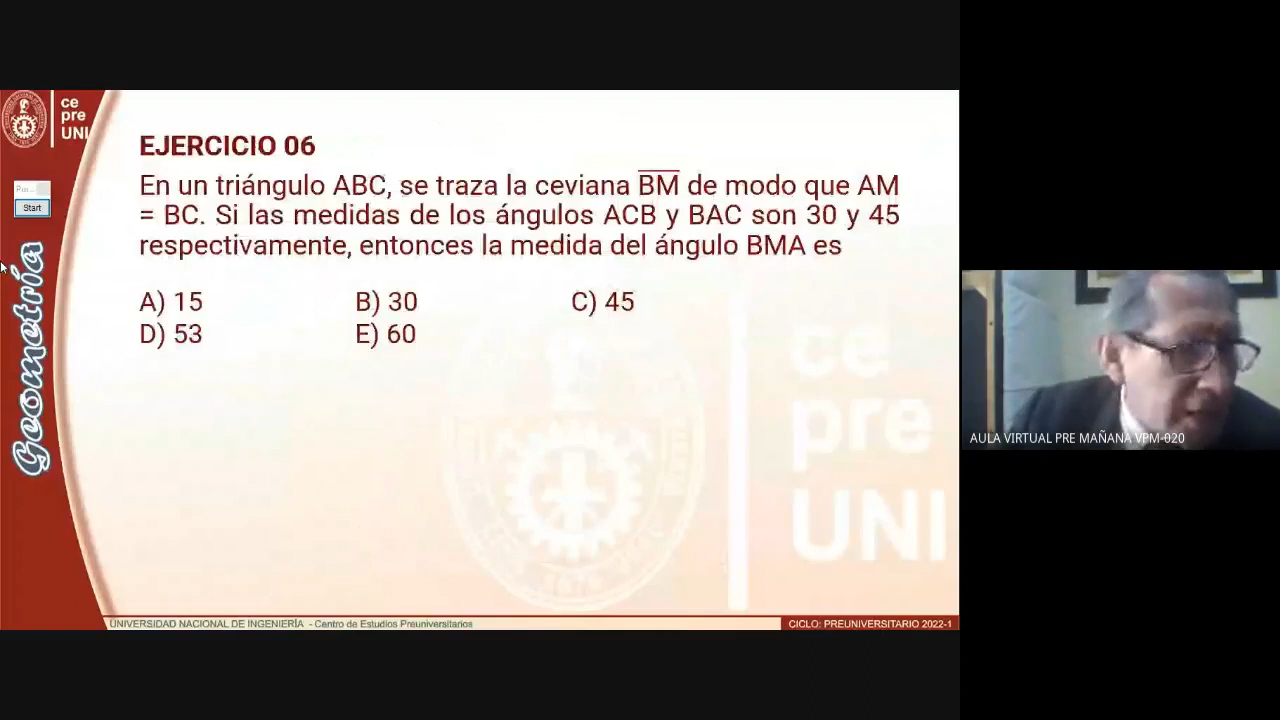 ce
pre
UNI
Start
Geometría
EJERCICIO 06
En un triángulo ABC, se traza la ceviana BM de modo que AM
= BC. Si las medidas de los ángulos ACB y BAC son 30 y 45
respectivamente, entonces la medida del ángulo BMA es
A) 15 B) 30 C) 45
D) 53 E) 60
ce
pre
UNI
AULA VIRTUAL PRE MAÑANA VPM-020
UNIVERSIDAD NACIONAL DE INGENIERÍA - Centro de Estudios Preuniversitarios
CICLO: PREUNIVERSITARIO 2022-1